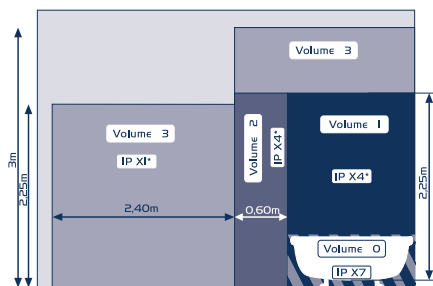 Volume 3
Volume 3
IP X1*
Volume 2
IP X4*
Volume 1
IP X4*
3m
2,25m
2,40m
0,60m
2,25m
Volume 0
IP X7